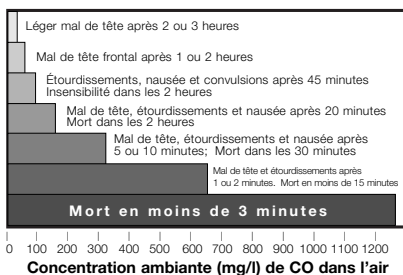 Léger mal de tête après 2 ou 3 heures
Mal de tête frontal après 1 ou 2 heures
Étourdissements, nausée et convulsions après 45 minutes
Insensibilité dans les 2 heures
Mal de tête, étourdissements et nausée après 20 minutes
Mort dans les 2 heures
Mal de tête, étourdissements et nausée après
5 ou 10 minutes; Mort dans les 30 minutes
Mal de tête et étourdissements après
1 ou 2 minutes. Mort en moins de 15 minutes
Mort en moins de 3 minutes
0 100 200 300 400 500 600 700 800 900 1000 1100 1200
Concentration ambiante (mg/l) de CO dans l'air